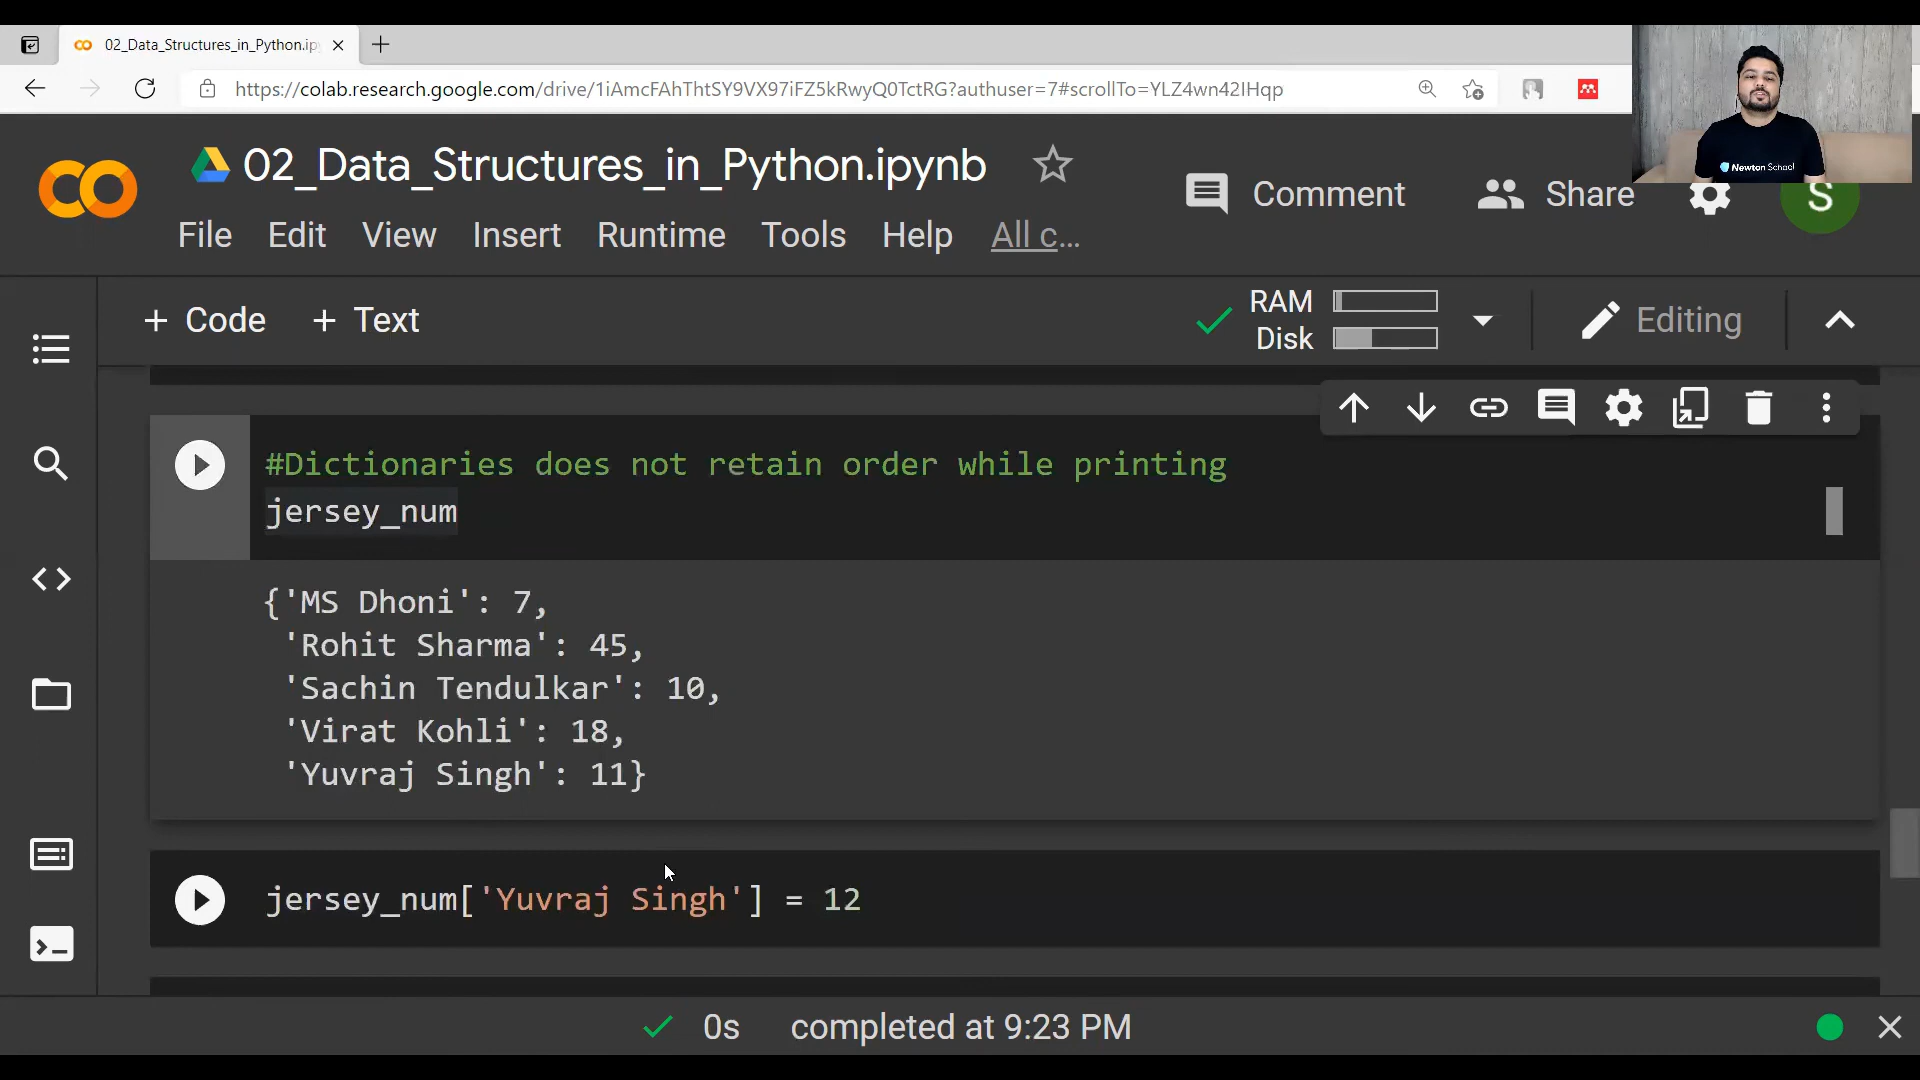 02_Data_Structures_in_Python.ip
https://colab.research.google.com/drive/1iAmcFAhThtSY9VX97iFZ5kRwyQ0TctRG?authuser=7#scrollTo=YLZ4wn42IHqp
Newton School
02_Data_Structures_in_Python.ipynb
Comment
Share
S
File Edit View Insert Runtime Tools Help All c...
+ Code + Text
RAM
Disk
Editing
#Dictionaries does not retain order while printing
jersey_num
{'MS Dhoni': 7,
'Rohit Sharma': 45,
'Sachin Tendulkar': 10,
'Virat Kohli': 18,
'Yuvraj Singh': 11}
jersey_num['Yuvraj Singh'] = 12
0s completed at 9:23 PM